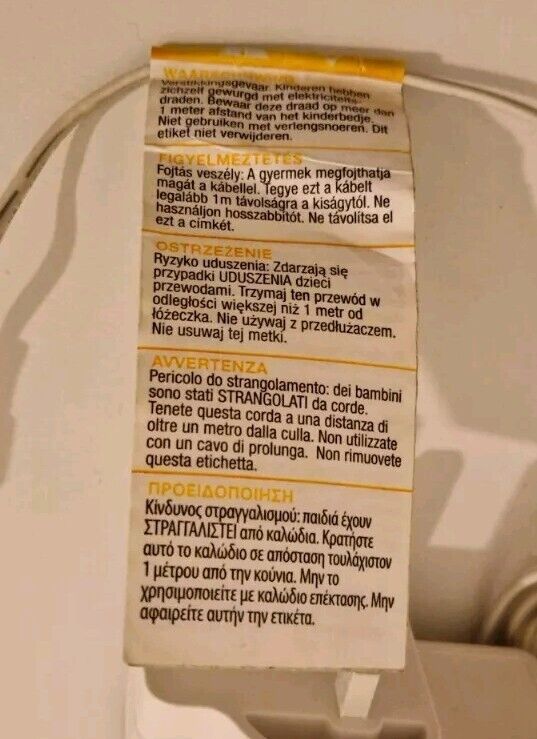 Verstikkingsgevaar. Kinderen hebben
zichzelf gewurgd met elektriciteits-
draden. Bewaar deze draad op meer dan
1 meter afstand van het kinderbedje.
Niet gebruiken met verlengsnoeren. Dit
etiket niet verwijderen.
FIGYELMEZTETÉS
Fojtás veszély: A gyermek megfojthatja
magát a kábellel. Tegye ezt a kábelt
legalább 1m távolságra a kiságytól. Ne
használjon hosszabbítót. Ne távolítsa el
ezt a címkét.
OSTRZEŻENIE
Ryzyko uduszenia: Zdarzają się
przypadki UDUSZENIA dzieci
przewodami. Trzymaj ten przewód w
odległości większej niż 1 metr od
łóżeczka. Nie używaj z przedłużaczem.
Nie usuwaj tej metki.
AVVERTENZA
Pericolo do strangolamento: dei bambini
sono stati STRANGOLATI da corde.
Tenete questa corda a una distanza di
oltre un metro dalla culla. Non utilizzate
con un cavo di prolunga. Non rimuovete
questa etichetta.
ΠΡΟΕΙΔΟΠΟΙΗΣΗ
Κίνδυνος στραγγαλισμού: παιδιά έχουν
ΣΤΡΑΓΓΑΛΙΣΤΕΙ από καλώδια. Κρατήστε
αυτό το καλώδιο σε απόσταση τουλάχιστον
1 μέτρου από την κούνια. Μην το
χρησιμοποιείτε με καλώδιο επέκτασης. Μην
αφαιρείτε αυτήν την ετικέτα.